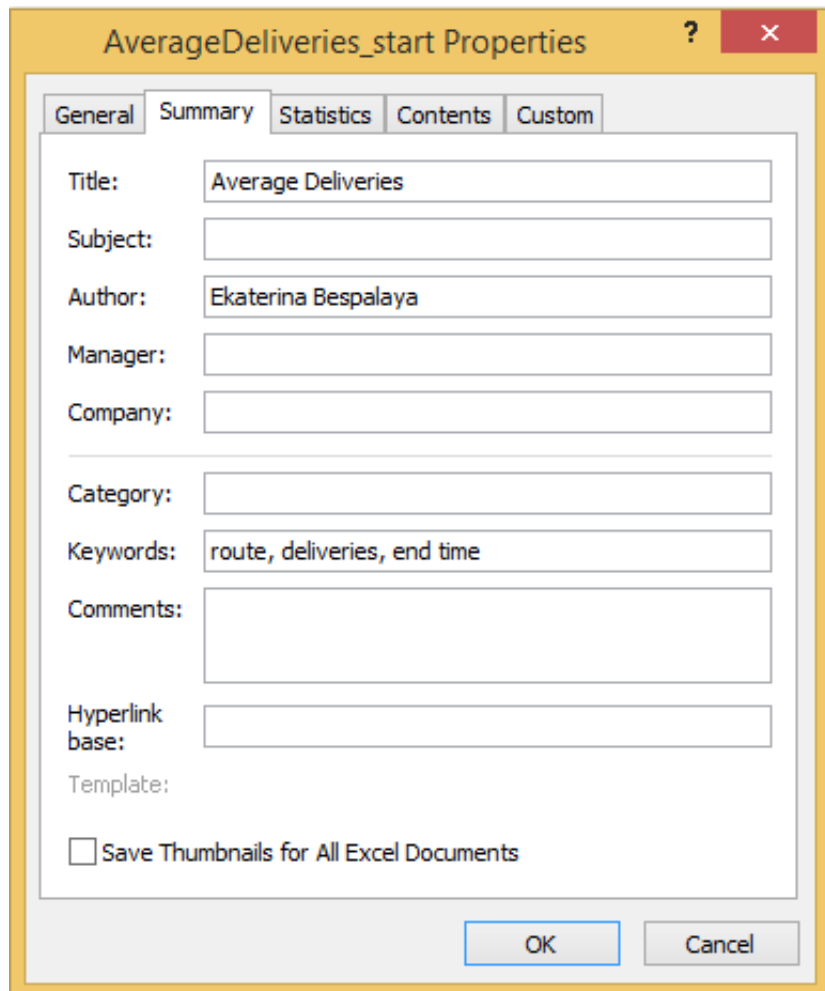 AverageDeliveries_start Properties ? ×
General Summary Statistics Contents Custom
Title: Average Deliveries
Subject:
Author: Ekaterina Bespalaya
Manager:
Company:
Category:
Keywords: route, deliveries, end time
Comments:
Hyperlink
base:
Template:
Save Thumbnails for All Excel Documents
OK Cancel